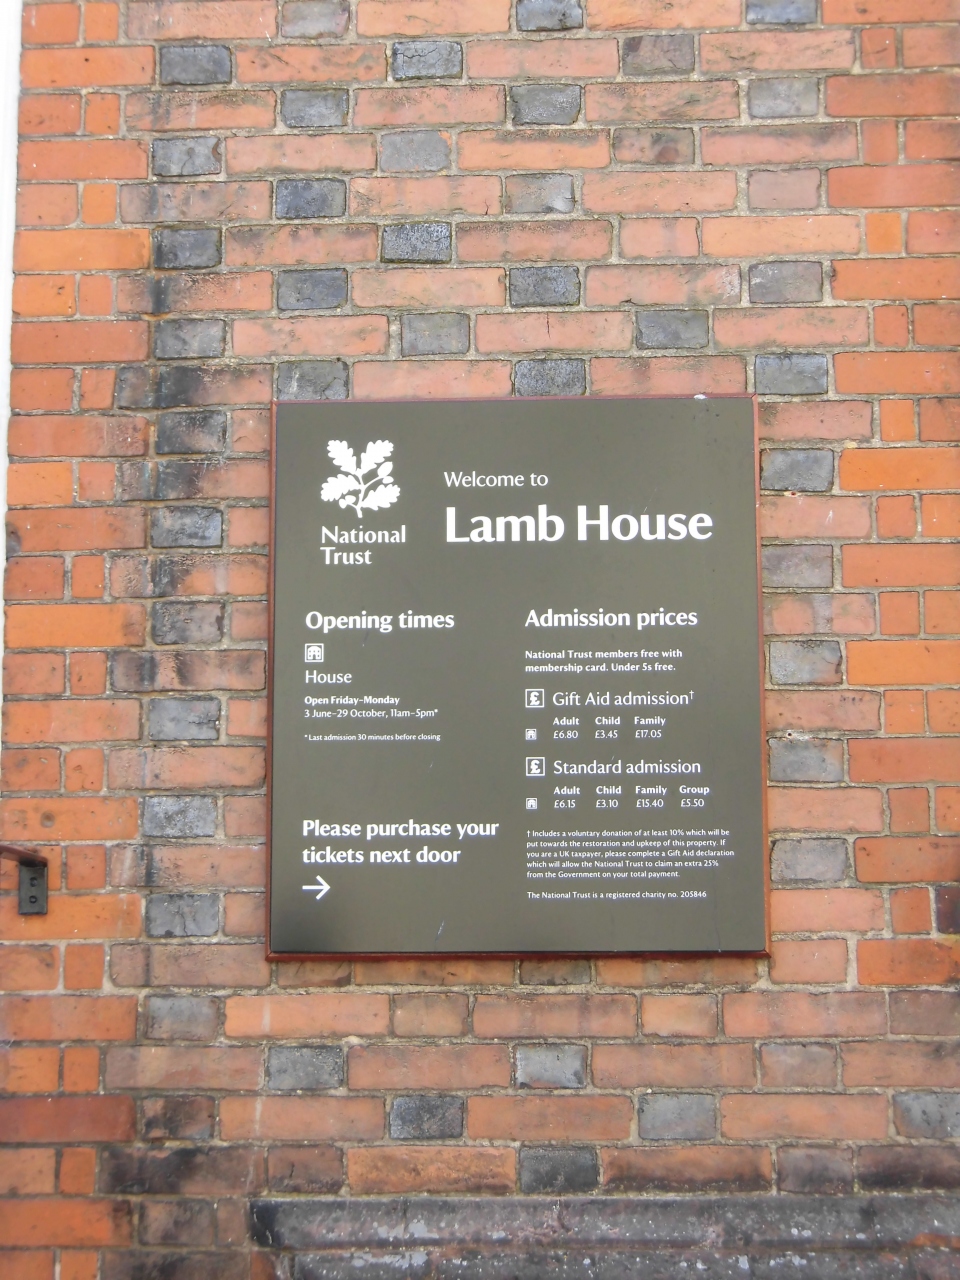 National
Trust
Welcome to
Lamb House
Opening times
House
Open Friday–Monday
3 June–29 October, 11am–5pm*
* Last admission 30 minutes before closing
Please purchase your
tickets next door
Admission prices
National Trust members free with
membership card. Under 5s free.
£ Gift Aid admission†
Adult Child Family
£6.80 £3.45 £17.05
£ Standard admission
Adult Child Family Group
£6.15 £3.10 £15.40 £5.50
† Includes a voluntary donation of at least 10% which will be
put towards the restoration and upkeep of this property. If
you are a UK taxpayer, please complete a Gift Aid declaration
which will allow the National Trust to claim an extra 25%
from the Government on your total payment.
The National Trust is a registered charity no. 205846